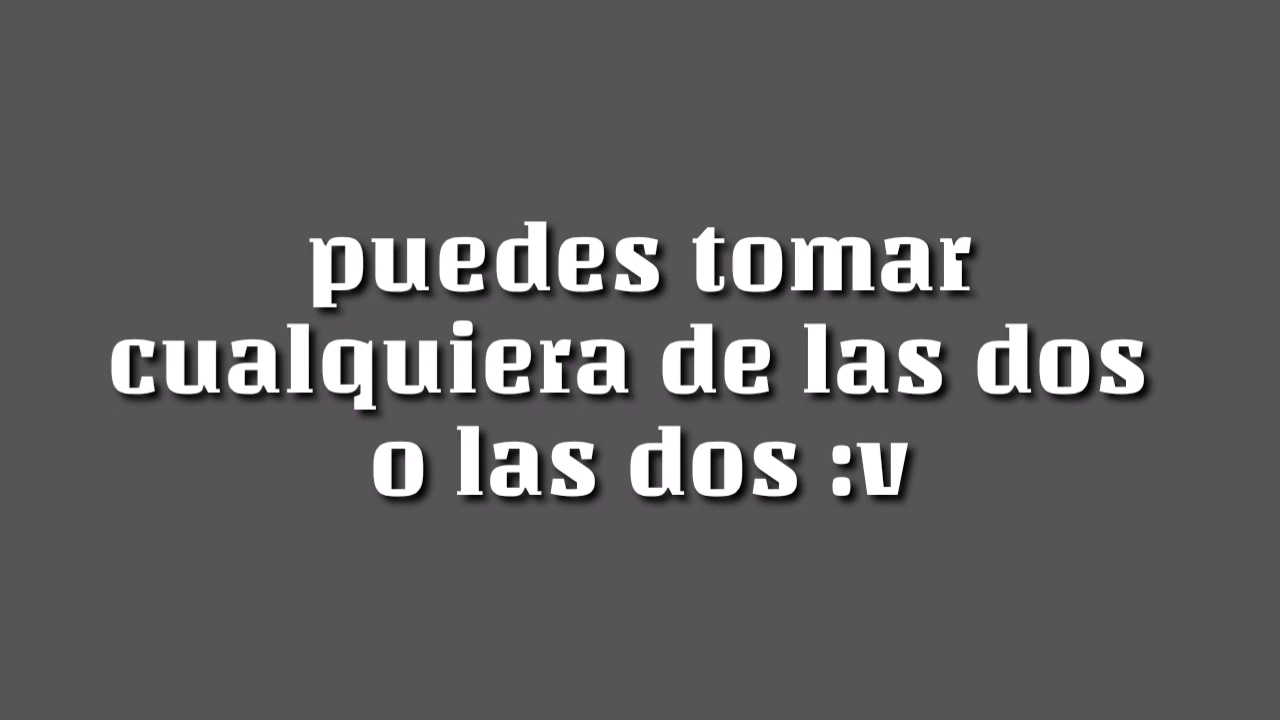 puedes tomar
cualquiera de las dos
o las dos :v